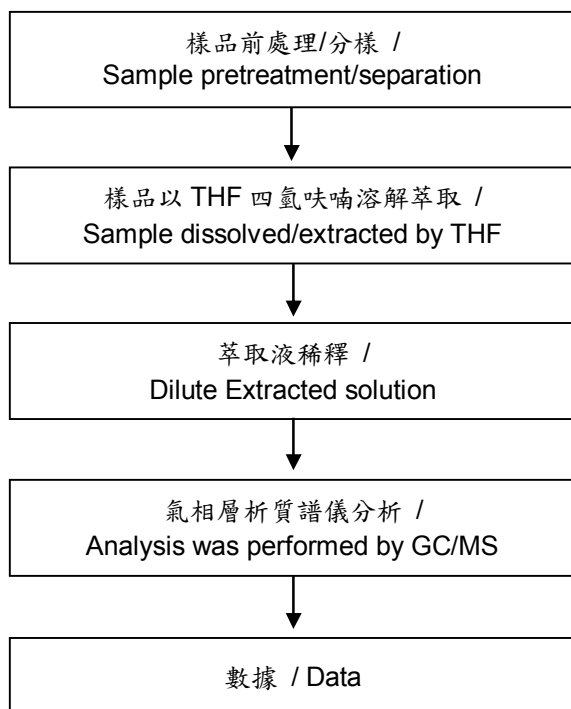 樣品前處理/分樣 /
Sample pretreatment/separation
樣品以 THF 四氫呋喃溶解萃取 /
Sample dissolved/extracted by THF
萃取液稀釋 /
Dilute Extracted solution
氣相層析質譜儀分析 /
Analysis was performed by GC/MS
數據 / Data